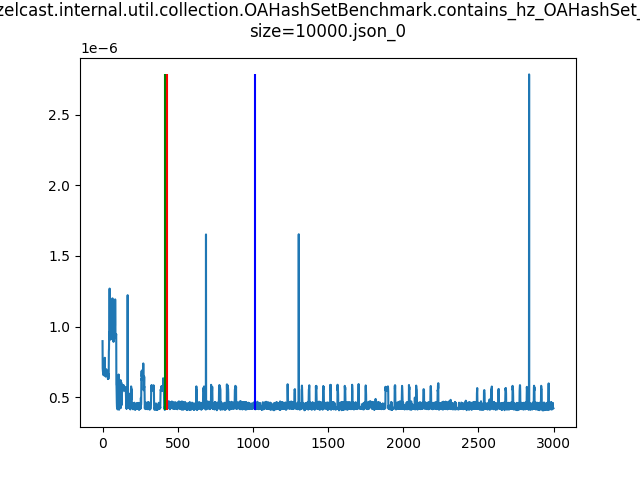 zelcast.internal.util.collection.OAHashSetBenchmark.contains_hz_OAHashSet_
size=10000.json_0
1e−6
2.5
2.0
1.5
1.0
0.5
0 500 1000 1500 2000 2500 3000